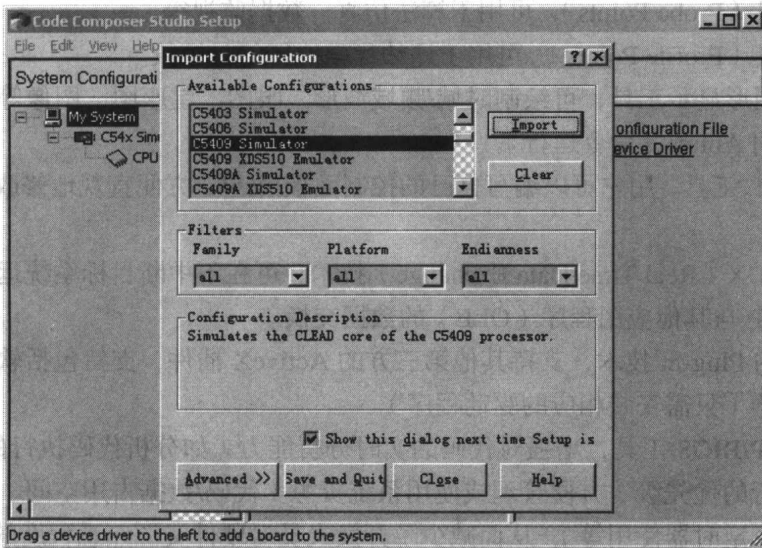 Code Composer Studio Setup
File Edit View Help
System Configurati
My System
C54x Sim
CPU
onfiguration File
evice Driver
Import Configuration
Available Configurations
C5403 Simulator
C5406 Simulator
C5409 Simulator
C5409 XDS510 Emulator
C5409A Simulator
C5409A XDS510 Emulator
Import
Clear
Filters
Family Platform Endianness
all all all
Configuration Description
Simulates the CLEAD core of the C5409 processor.
Show this dialog next time Setup is
Advanced >> Save and Quit Close Help
Drag a device driver to the left to add a board to the system.